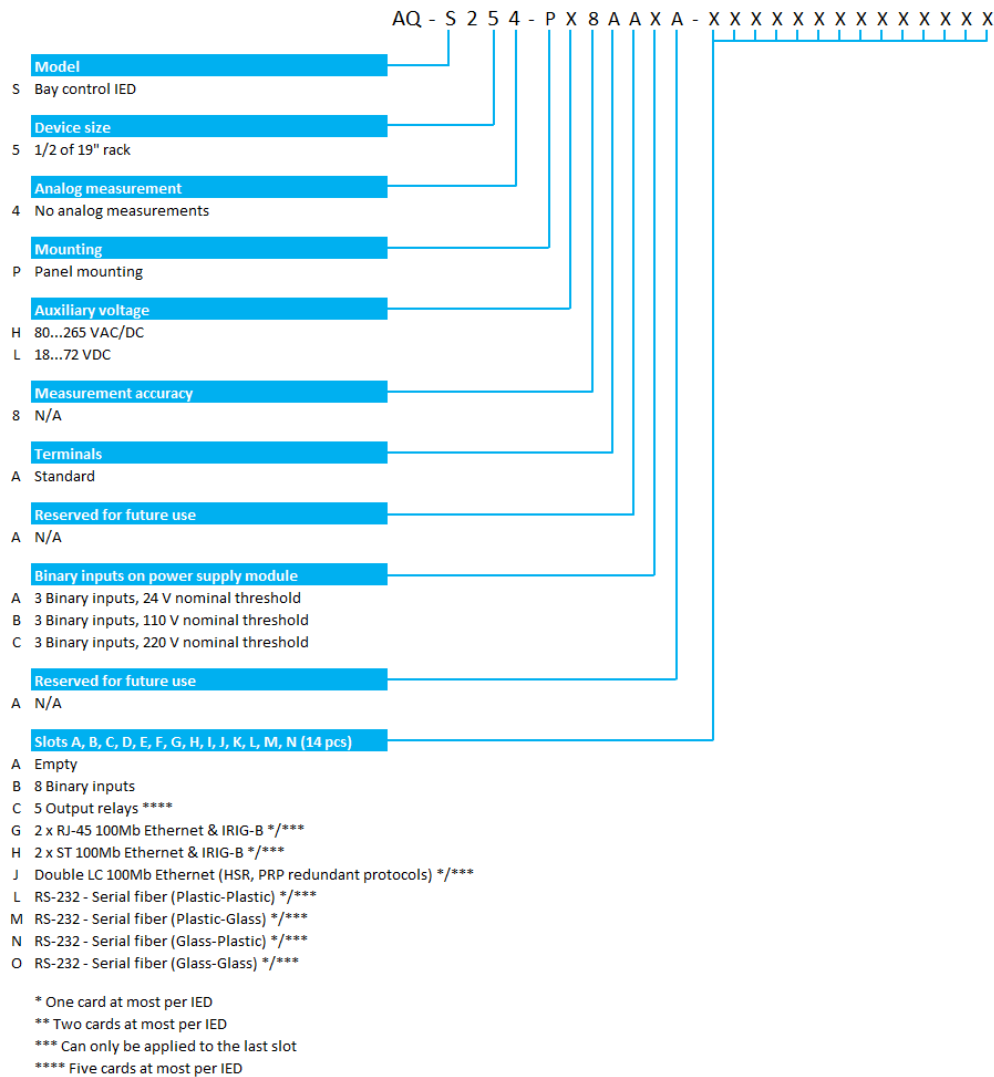 AQ - S 2 5 4 - P X 8 A A X A - X X X X X X X X X X X X X X
Model
S Bay control IED
Device size
5 1/2 of 19" rack
Analog measurement
4 No analog measurements
Mounting
P Panel mounting
Auxiliary voltage
H 80...265 VAC/DC
L 18...72 VDC
Measurement accuracy
8 N/A
Terminals
A Standard
Reserved for future use
A N/A
Binary inputs on power supply module
A 3 Binary inputs, 24 V nominal threshold
B 3 Binary inputs, 110 V nominal threshold
C 3 Binary inputs, 220 V nominal threshold
Reserved for future use
A N/A
Slots A, B, C, D, E, F, G, H, I, J, K, L, M, N (14 pcs)
A Empty
B 8 Binary inputs
C 5 Output relays ****
G 2 x RJ-45 100Mb Ethernet & IRIG-B */***
H 2 x ST 100Mb Ethernet & IRIG-B */***
J Double LC 100Mb Ethernet (HSR, PRP redundant protocols) */***
L RS-232 - Serial fiber (Plastic-Plastic) */***
M RS-232 - Serial fiber (Plastic-Glass) */***
N RS-232 - Serial fiber (Glass-Plastic) */***
O RS-232 - Serial fiber (Glass-Glass) */***
* One card at most per IED
** Two cards at most per IED
*** Can only be applied to the last slot
**** Five cards at most per IED